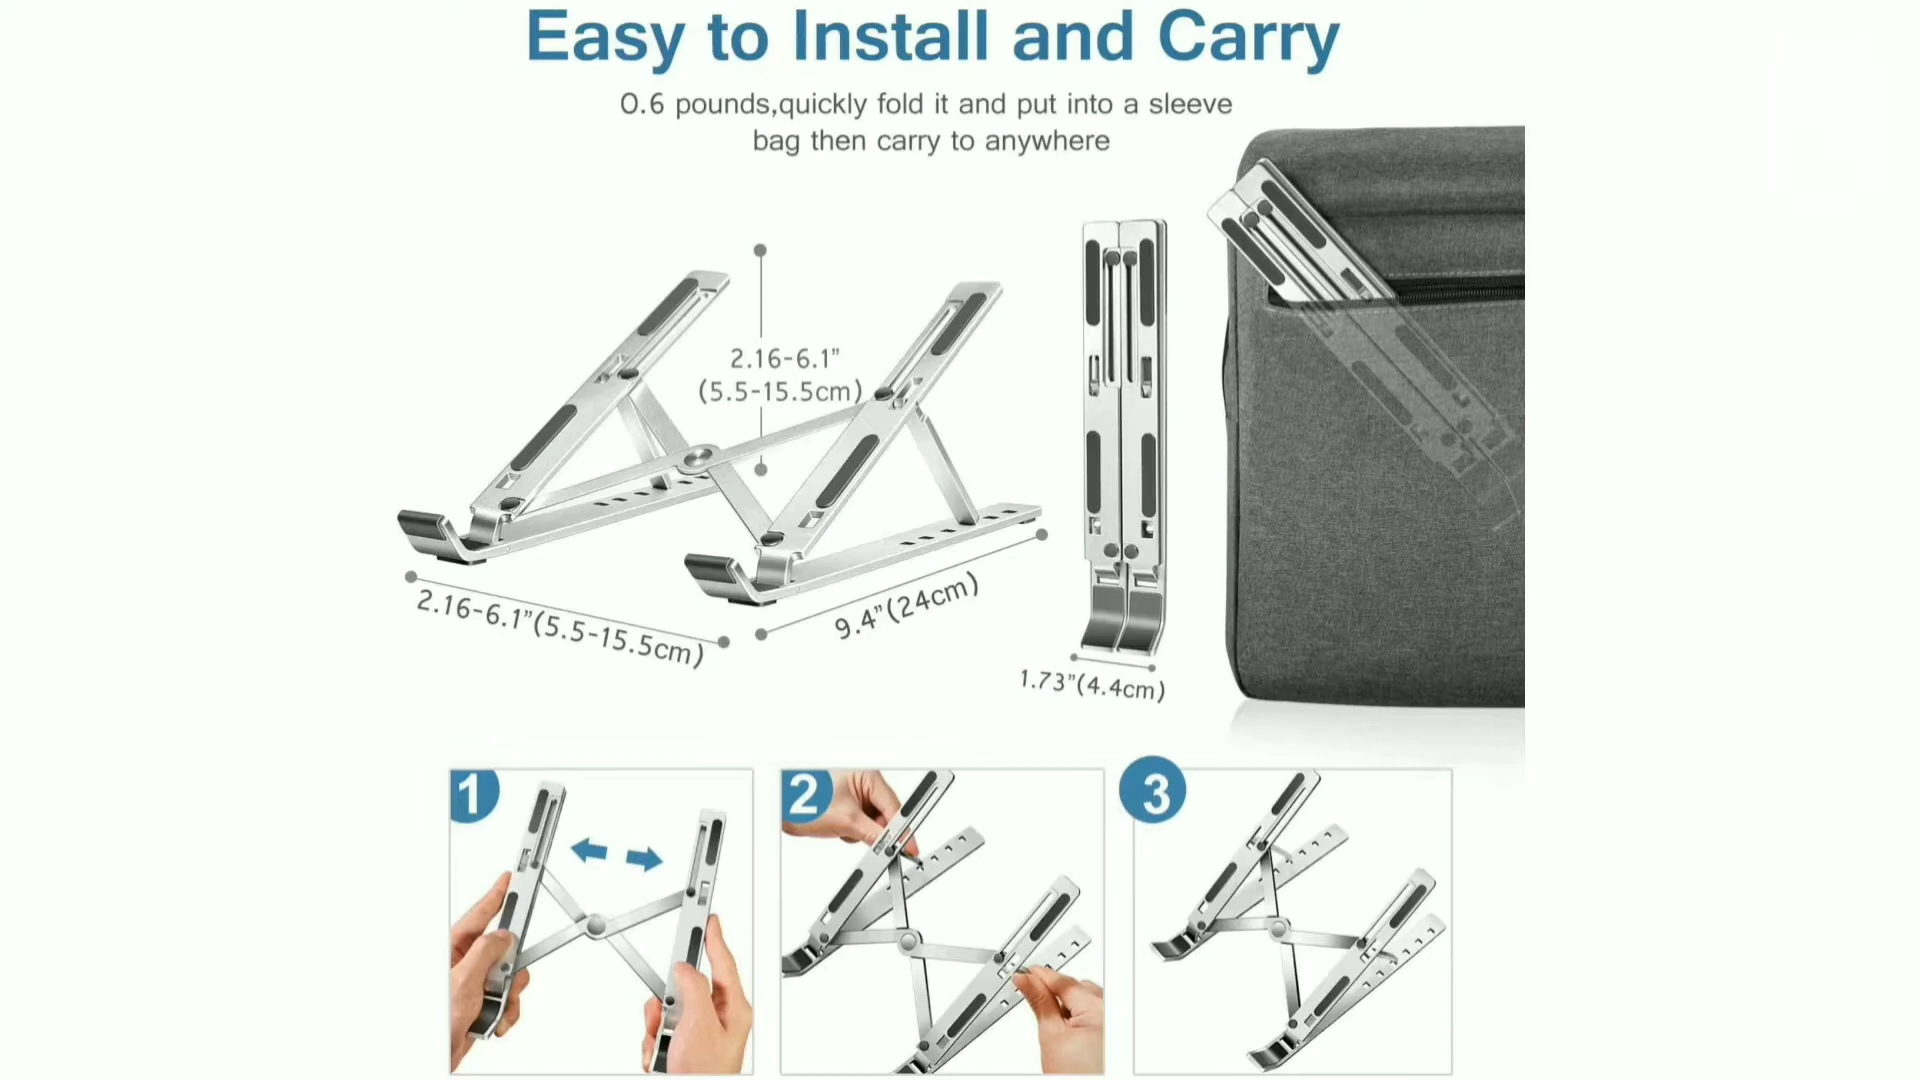 Easy to Install and Carry
0.6 pounds,quickly fold it and put into a sleeve
bag then carry to anywhere
2.16-6.1”
(5.5-15.5cm)
2.16-6.1”(5.5-15.5cm)
9.4”(24cm)
1.73”(4.4cm)
1
2
3